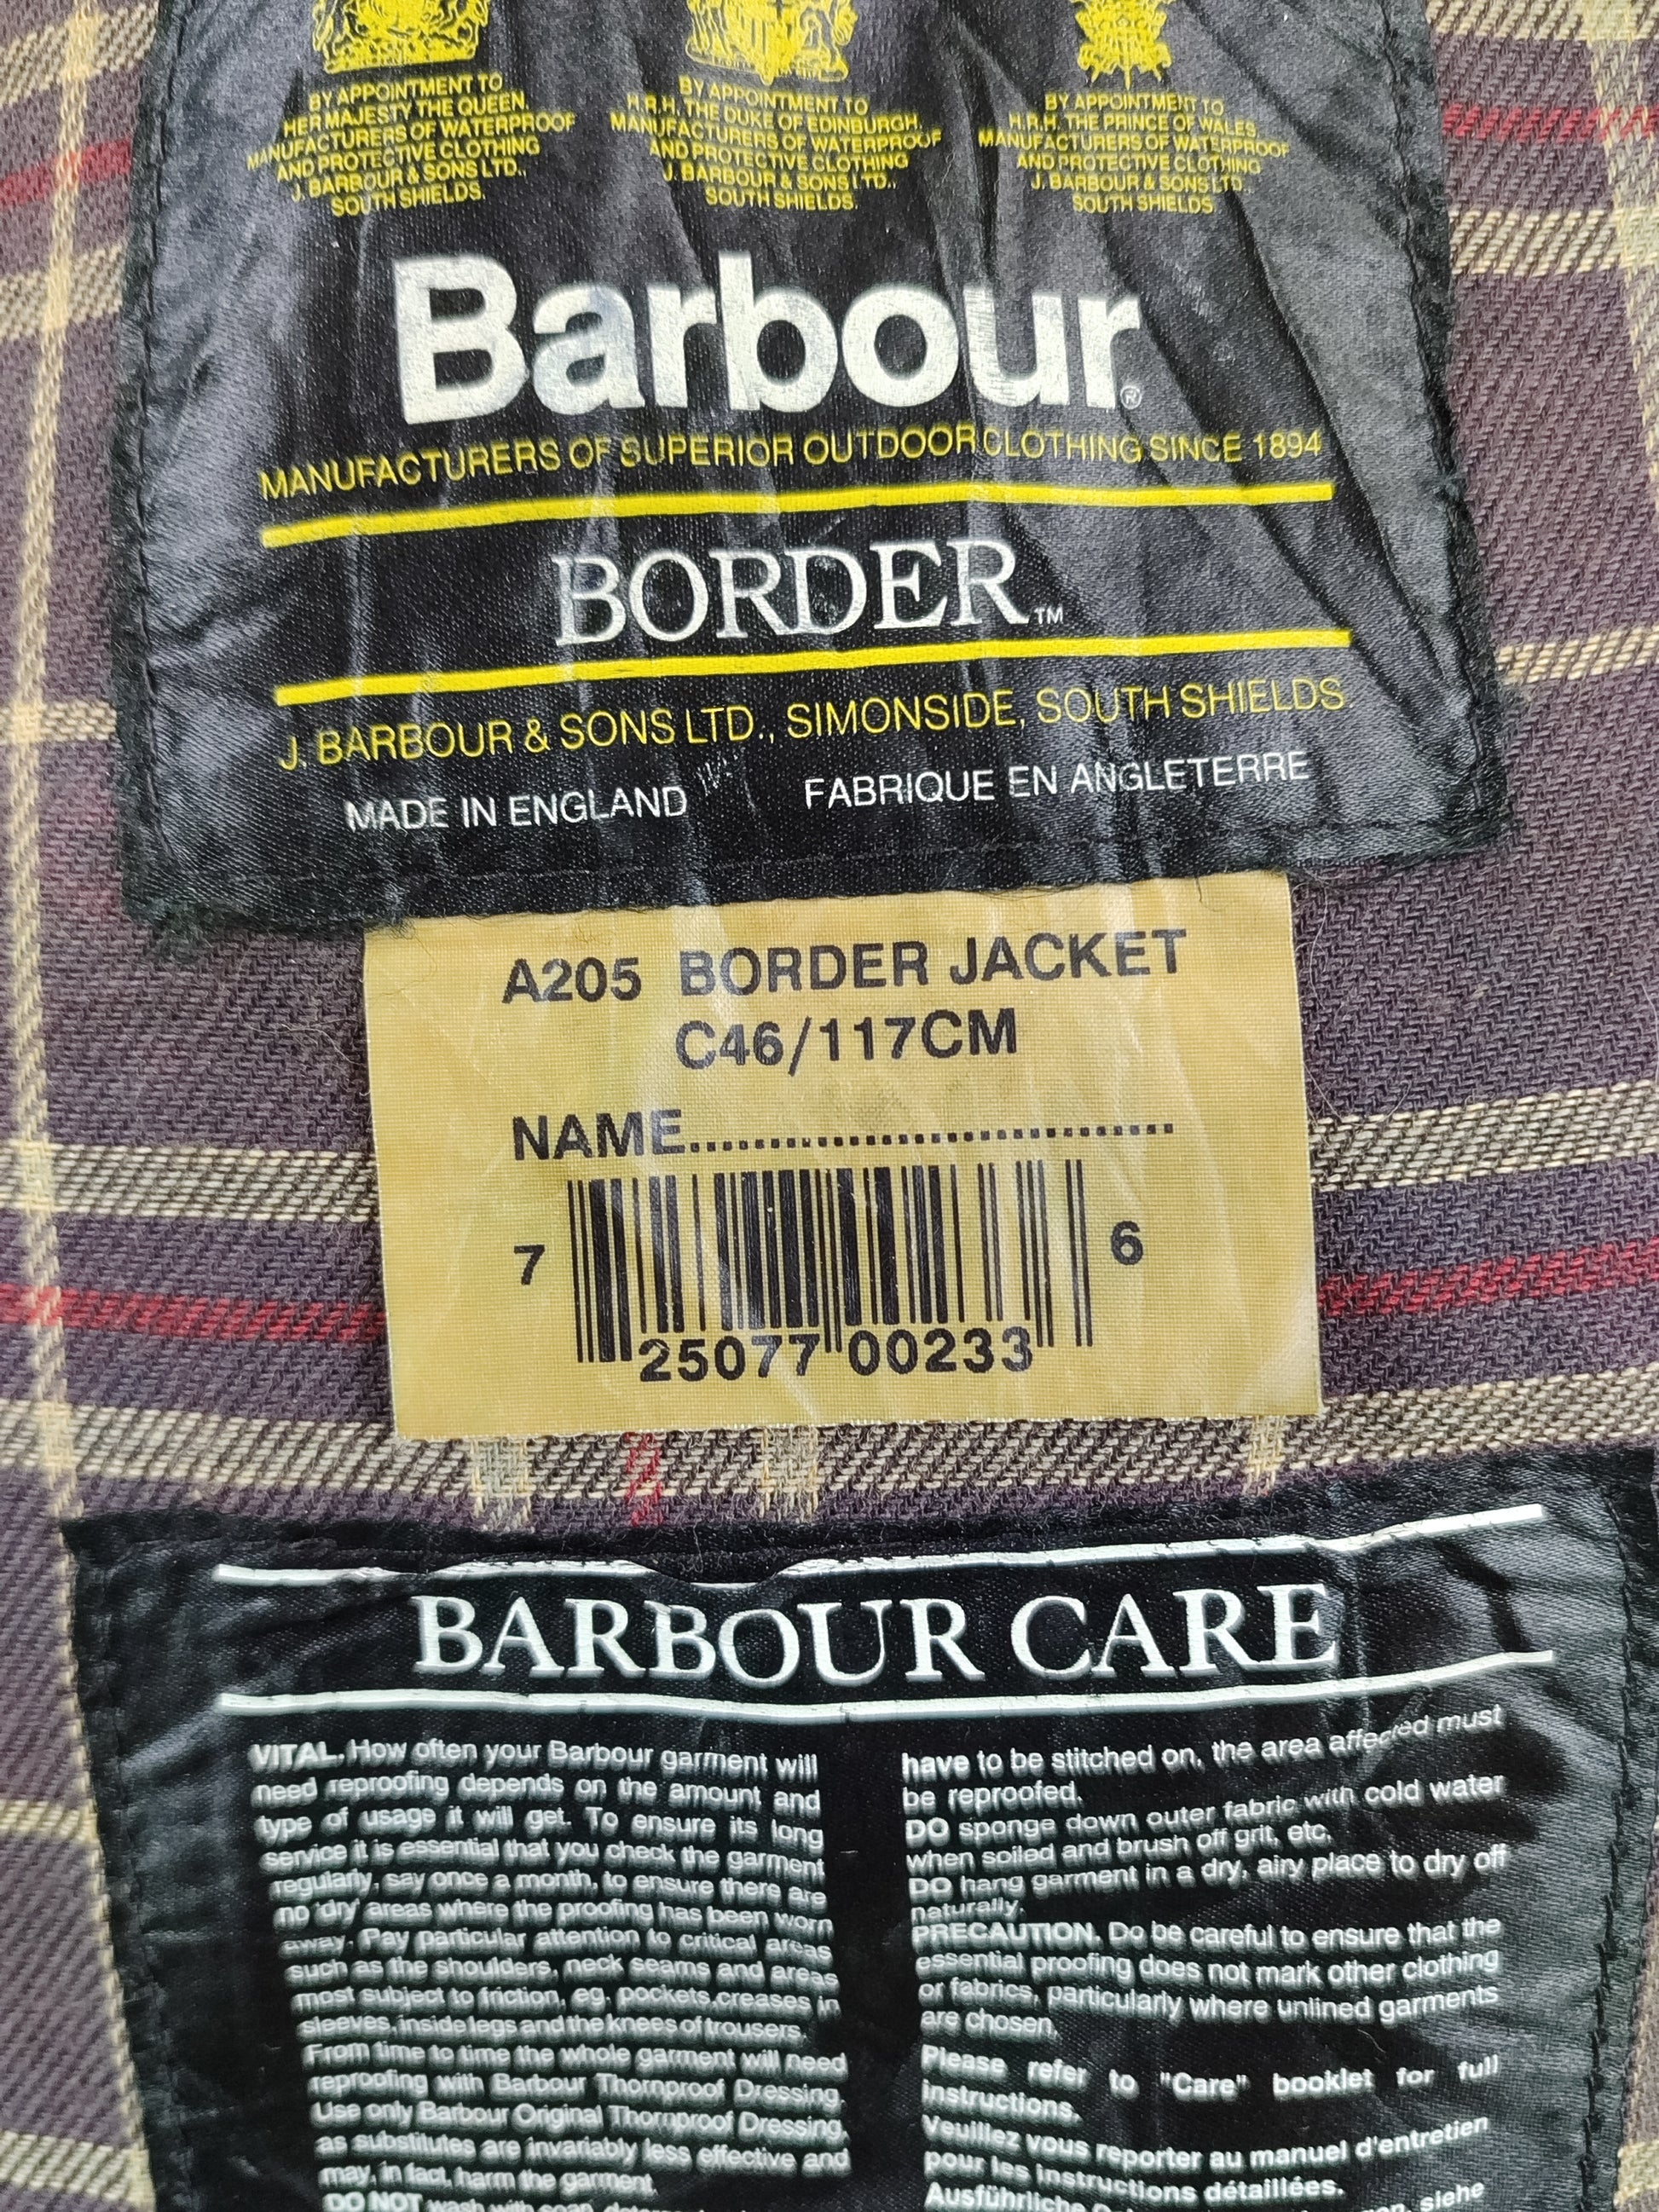 BY APPOINTMENT TO
HER MAJESTY THE QUEEN.
MANUFACTURERS OF WATERPROOF
AND PROTECTIVE CLOTHING
J. BARBOUR & SONS LTD.,
SOUTH SHIELDS.
BY APPOINTMENT TO
H.R.H. THE DUKE OF EDINBURGH.
MANUFACTURERS OF WATERPROOF
AND PROTECTIVE CLOTHING
J. BARBOUR & SONS LTD.,
SOUTH SHIELDS.
BY APPOINTMENT TO
H.R.H. THE PRINCE OF WALES.
MANUFACTURERS OF WATERPROOF
AND PROTECTIVE CLOTHING
J. BARBOUR & SONS LTD.
SOUTH SHIELDS.
Barbour®
MANUFACTURERS OF SUPERIOR OUTDOOR CLOTHING SINCE 1894
BORDER™
J. BARBOUR & SONS LTD., SIMONSIDE, SOUTH SHIELDS
MADE IN ENGLAND FABRIQUE EN ANGLETERRE
A205 BORDER JACKET
C46/117CM
NAME....................................
7 25077 00233 6
BARBOUR CARE
VITAL. How often your Barbour garment will
need reproofing depends on the amount and
type of usage it will get. To ensure its long
service it is essential that you check the garment
regularly, say once a month, to ensure there are
no 'dry' areas where the proofing has been worn
away. Pay particular attention to critical areas
such as the shoulders, neck seams and areas
most subject to friction, eg. pockets, creases in
sleeves, inside legs and the knees of trousers.
From time to time the whole garment will need
reproofing with Barbour Thornproof Dressing.
Use only Barbour Original Thornproof Dressing,
as substitutes are invariably less effective and
may, in fact, harm the garment.
DO NOT wash with soap,
have to be stitched on, the area affected must
be reproofed.
DO sponge down outer fabric with cold water
when soiled and brush off grit, etc.
DO hang garment in a dry, airy place to dry off
naturally.
PRECAUTION. Do be careful to ensure that the
essential proofing does not mark other clothing
or fabrics, particularly where unlined garments
are chosen.
Please refer to "Care" booklet for full
instructions.
Veuillez vous reporter au manuel d'entretien
pour les instructions détaillées.
Ausführliche siehe